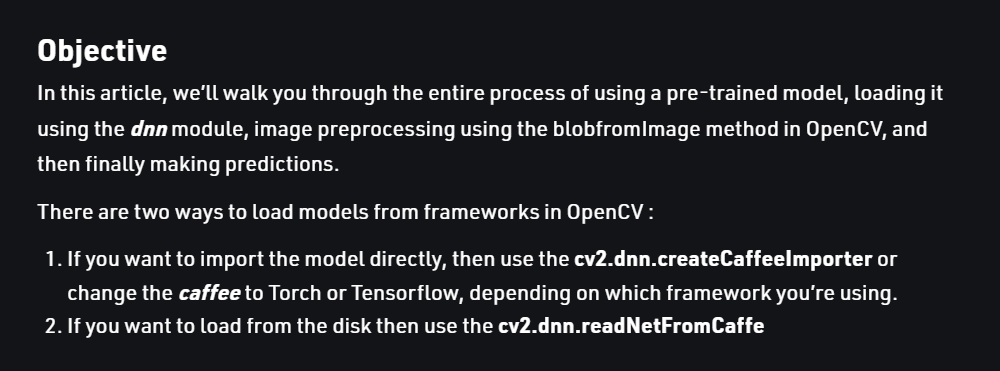 Objective
In this article, we'll walk you through the entire process of using a pre-trained model, loading it
using the dnn module, image preprocessing using the blobfromImage method in OpenCV, and
then finally making predictions.
There are two ways to load models from frameworks in OpenCV :
1. If you want to import the model directly, then use the cv2.dnn.createCaffeeImporter or
change the caffee to Torch or Tensorflow, depending on which framework you're using.
2. If you want to load from the disk then use the cv2.dnn.readNetFromCaffe